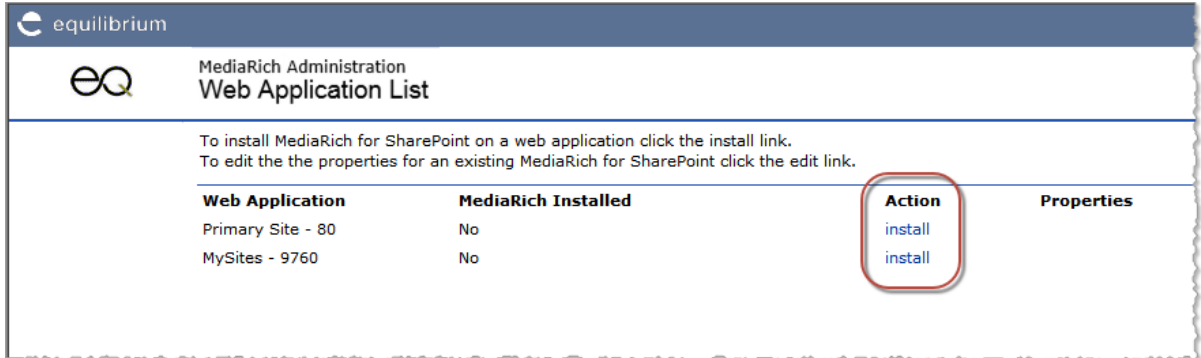 equilibrium
eQ
MediaRich Administration
Web Application List
To install MediaRich for SharePoint on a web application click the install link.
To edit the the properties for an existing MediaRich for SharePoint click the edit link.
Web Application MediaRich Installed Action Properties
Primary Site - 80 No install
MySites - 9760 No install